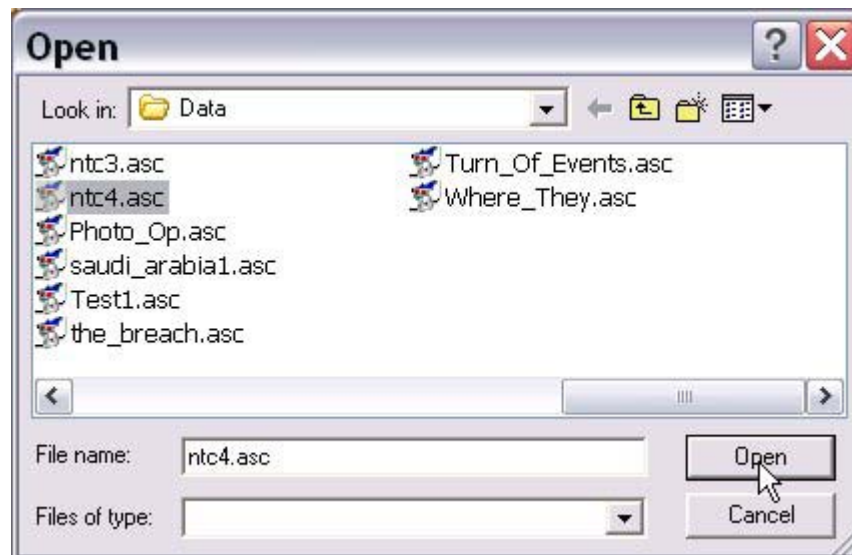 Open
Look in: Data
ntc3.asc
ntc4.asc
Photo_Op.asc
saudi_arabia1.asc
Test1.asc
the_breach.asc
Turn_Of_Events.asc
Where_They.asc
File name: ntc4.asc
Open
Files of type:
Cancel